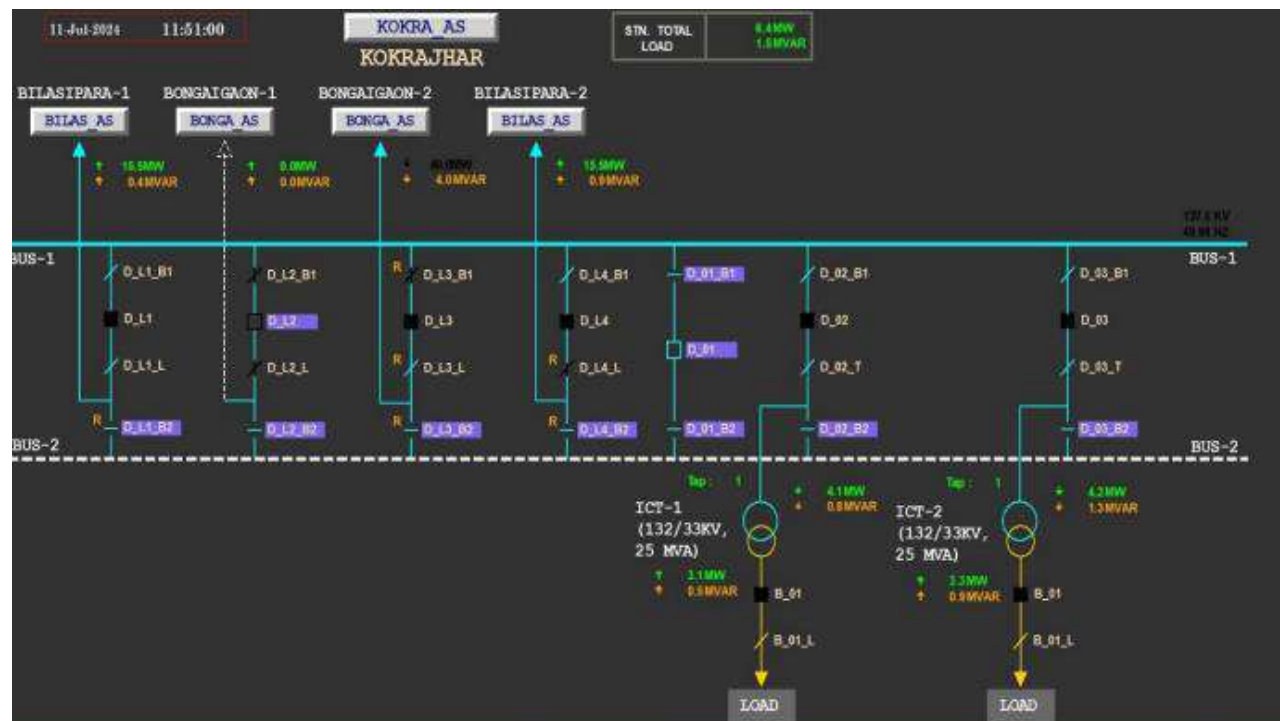 11-Jul-2024 11:51:00 KOKRA_AS STN. TOTAL LOAD 6.4MW 1.5MVAR
KOKRAJHAR
BILASIPARA-1 BONGAIGAON-1 BONGAIGAON-2 BILASIPARA-2
BILAS_AS BONGA_AS BONGA_AS BILAS_AS
15.5MW 0.0MW 15.5MW
0.4MVAR 0.0MVAR 4.0MVAR 0.9MVAR
BUS-1 BUS-1
D_L1_B1 D_L2_B1 R D_L3_B1 D_L4_B1 D_01_B1 D_02_B1 D_03_B1
D_L1 D_L2 D_L3 D_L4 D_01 D_02 D_03
D_L1_L D_L2_L R D_L3_L R D_L4_L D_02_T D_03_T
R D_L1_B2 D_L2_B2 R D_L3_B2 R D_L4_B2 D_01_B2 D_02_B2 D_03_B2
BUS-2 BUS-2
Tap : 1 4.1MW Tap : 1 4.2MW
0.8MVAR 1.3MVAR
ICT-1 ICT-2
(132/33KV, (132/33KV,
25 MVA) 25 MVA)
3.1MW 3.3MW
0.6MVAR B_01 0.9MVAR B_01
B_01_L B_01_L
LOAD LOAD